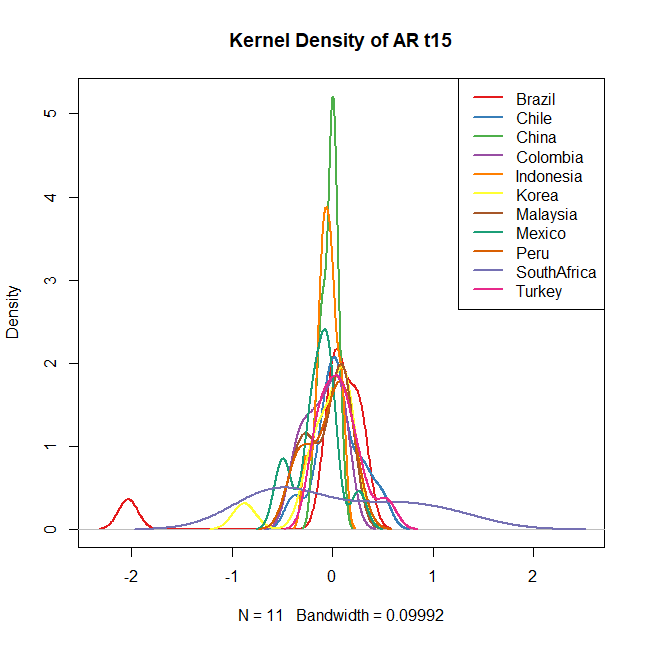 Kernel Density of AR t15
Brazil
Chile
China
Colombia
Indonesia
Korea
Malaysia
Mexico
Peru
SouthAfrica
Turkey
Density
5
4
3
2
1
0
-2 -1 0 1 2
N = 11 Bandwidth = 0.09992